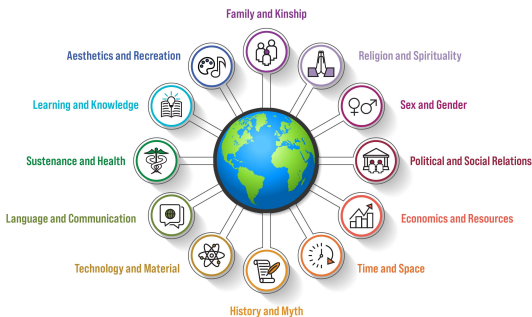 Family and Kinship
Aesthetics and Recreation
Religion and Spirituality
Learning and Knowledge
Sex and Gender
Sustenance and Health
Political and Social Relations
Language and Communication
Economics and Resources
Technology and Material
Time and Space
History and Myth